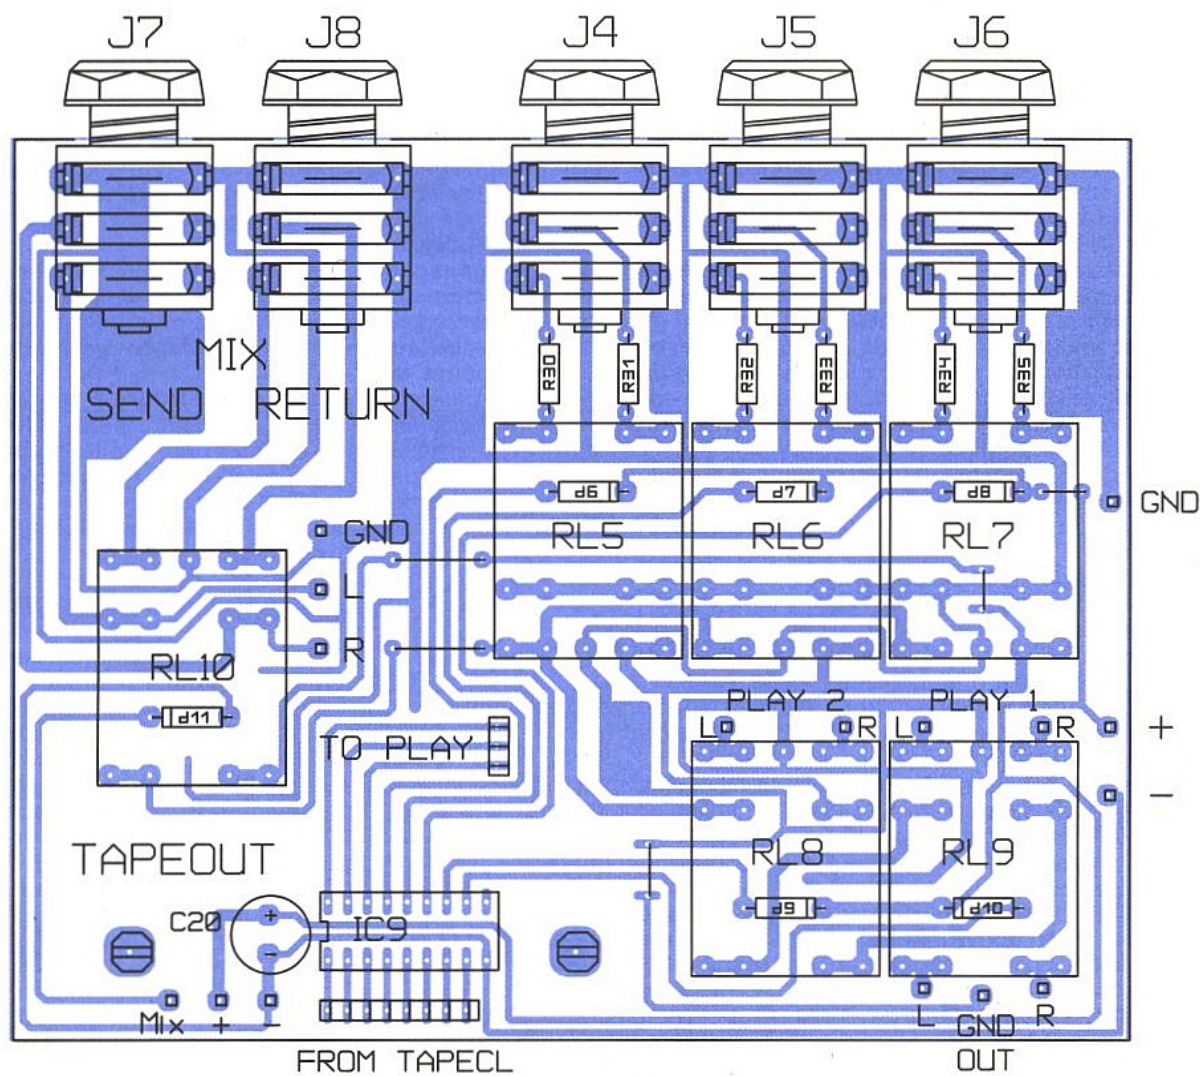 J7 J8 J4 J5 J6
MIX
SEND RETURN
R30 R31 R32 R33 R34 R35
d6 d7 d8
GND GND
RL5 RL6 RL7
L
R
RL10
d11
PLAY 2 PLAY 1
L R L R +
TO PLAY
-
TAPEOUT
RL8 RL9
C20 + IC9
d9 d10
-
Mix + - L GND R
FROM TAPECL OUT